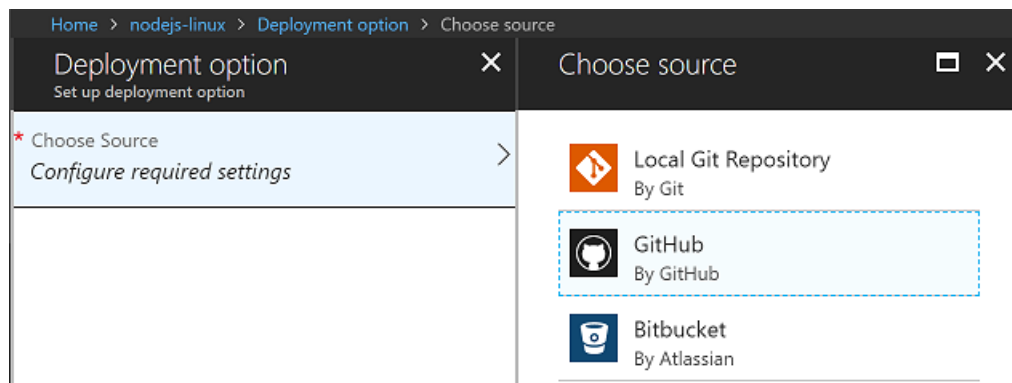 Home > nodejs-linux > Deployment option > Choose source
Deployment option
Set up deployment option
* Choose Source
Configure required settings
Choose source
Local Git Repository
By Git
GitHub
By GitHub
Bitbucket
By Atlassian